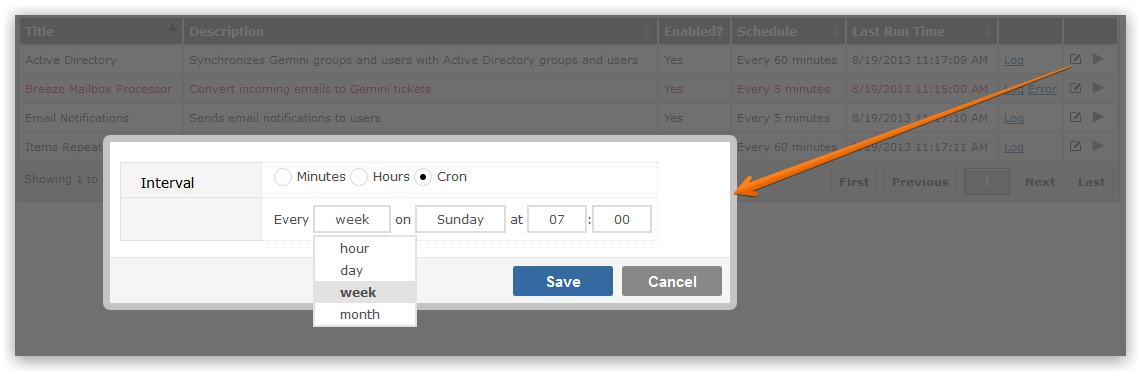 Title Description Enabled? Schedule Last Run Time
Active Directory Synchronizes Gemini groups and users with Active Directory groups and users Yes Every 60 minutes 8/19/2013 11:17:09 AM Log
Breeze Mailbox Processor Convert incoming emails to Gemini tickets Yes Every 5 minutes 8/19/2013 11:15:00 AM Log Error
Email Notifications Sends email notifications to users Yes Every 5 minutes 8/19/2013 11:17:10 AM Log
Items Repeat Every 60 minutes 8/19/2013 11:17:11 AM Log
Showing 1 to First Previous 1 Next Last
Interval Minutes Hours Cron
Every week on Sunday at 07 : 00
hour
day
week
month
Save Cancel